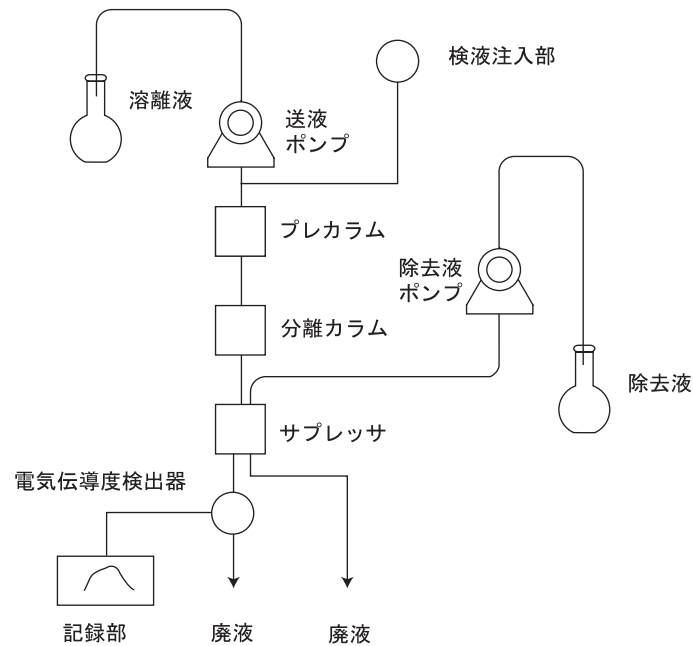 検液注入部
溶離液
送液
ポンプ
プレカラム
除去液
ポンプ
分離カラム
除去液
サプレッサ
電気伝導度検出器
記録部
廃液
廃液